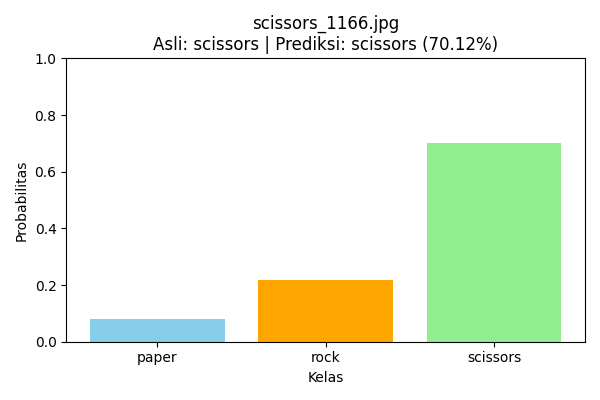 scissors_1166.jpg
Asli: scissors | Prediksi: scissors (70.12%)
1.0
0.8
0.6
0.4
0.2
0.0
Probabilitas
paper rock scissors
Kelas